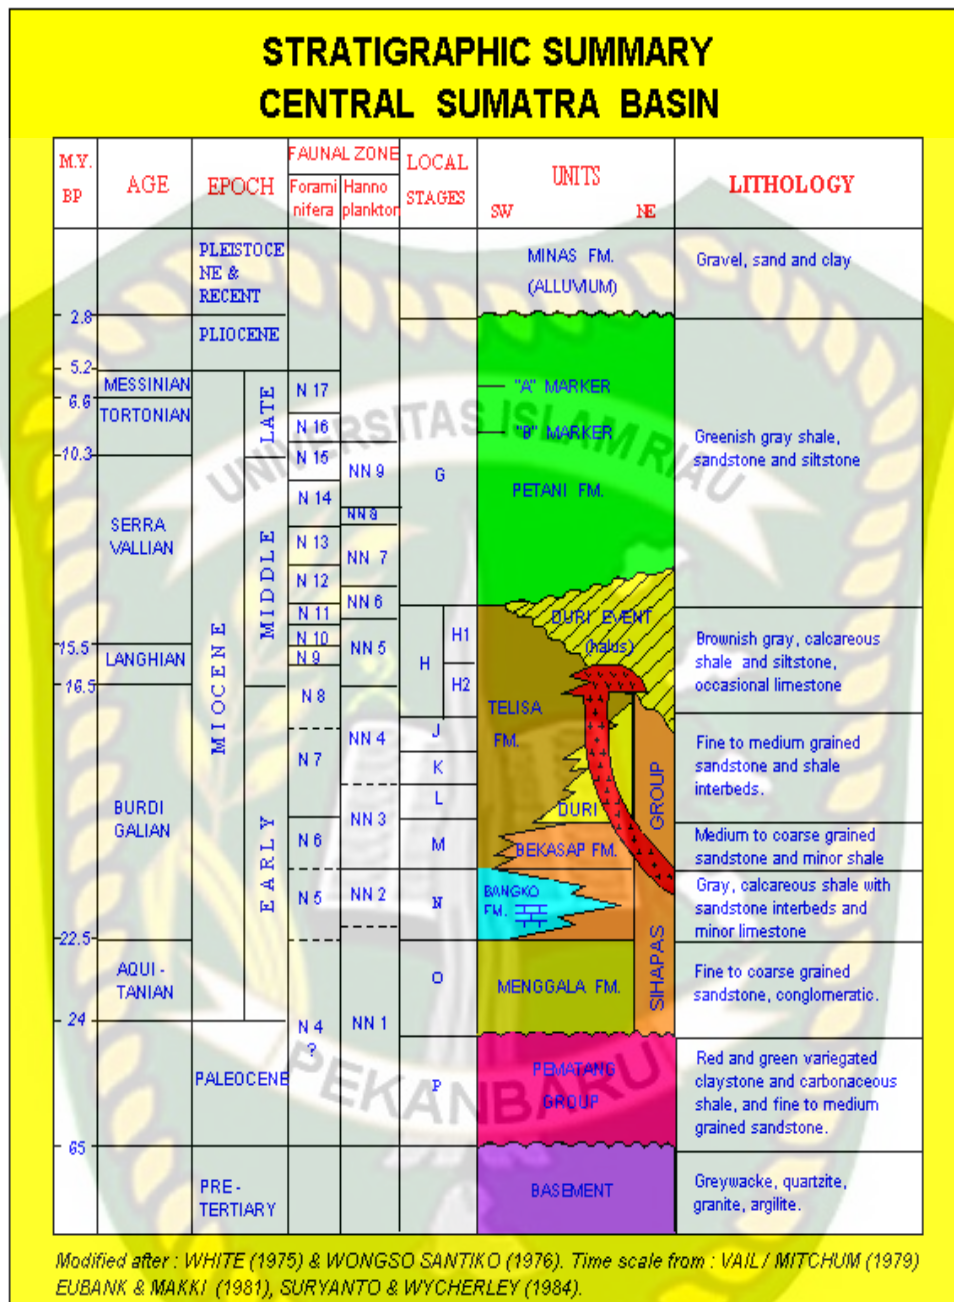 STRATIGRAPHIC SUMMARY
CENTRAL SUMATRA BASIN
M.Y.
BP
AGE
EPOCH
FAUNAL ZONE
Forami
nifera
Hanno
plankton
LOCAL
STAGES
UNITS
SW
NE
LITHOLOGY
PLEISTOCE
NE &
RECENT
MINAS FM.
(ALLUVIUM)
Gravel, sand and clay
2.8
PLIOCENE
5.2
MESSINIAN
6.6
TORTONIAN
10.3
SERRA
VALLIAN
15.5
LANGHIAN
16.5
BURDI
GALIAN
22.5
AQUI -
TANIAN
24
PALEOCENE
65
PRE -
TERTIARY
MIOCENE
LATE
MIDDLE
EARLY
N 17
N 16
N 15
N 14
N 13
N 12
N 11
N 10
N 9
N 8
N 7
N 6
N 5
N 4
?
NN 9
NN 8
NN 7
NN 6
NN 5
NN 4
NN 3
NN 2
NN 1
G
H
H1
H2
J
K
L
M
N
O
P
"A" MARKER
"B" MARKER
PETANI FM.
DURI EVENT
(halus)
TELISA
FM.
DURI
BEKASAP FM.
BANGKO
FM.
MENGGALA FM.
SIHAPAS GROUP
PEMATANG
GROUP
BASEMENT
Greenish gray shale,
sandstone and siltstone
Brownish gray, calcareous
shale and siltstone,
occasional limestone
Fine to medium grained
sandstone and shale
interbeds.
Medium to coarse grained
sandstone and minor shale
Gray, calcareous shale with
sandstone interbeds and
minor limestone
Fine to coarse grained
sandstone, conglomeratic.
Red and green variegated
claystone and carbonaceous
shale, and fine to medium
grained sandstone.
Greywacke, quartzite,
granite, argilite.
UNIVERSITAS ISLAM RIAU
PEKANBARU
Modified after : WHITE (1975) & WONGSO SANTIKO (1976). Time scale from : VAIL / MITCHUM (1979)
EUBANK & MAKKI (1981), SURYANTO & WYCHERLEY (1984).